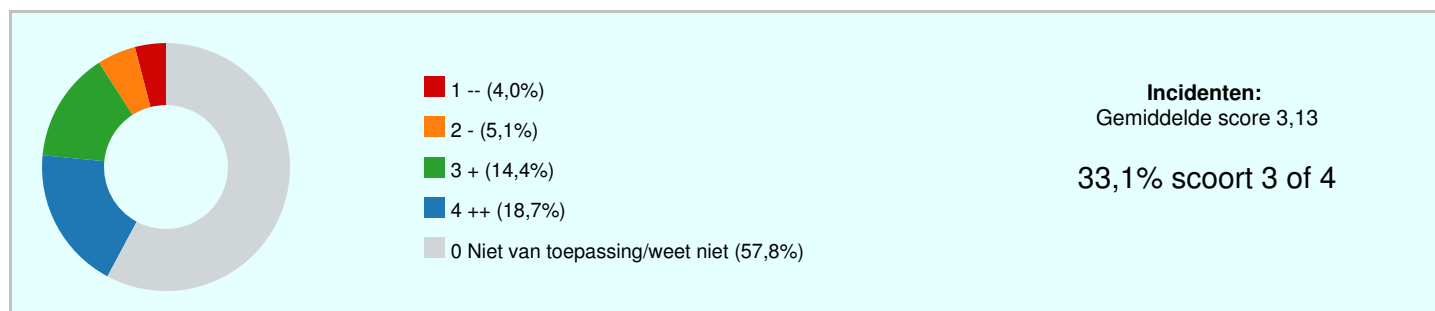 1 -- (4,0%)
2 - (5,1%)
3 + (14,4%)
4 ++ (18,7%)
0 Niet van toepassing/weet niet (57,8%)
Incidenten:
Gemiddelde score 3,13
33,1% scoort 3 of 4